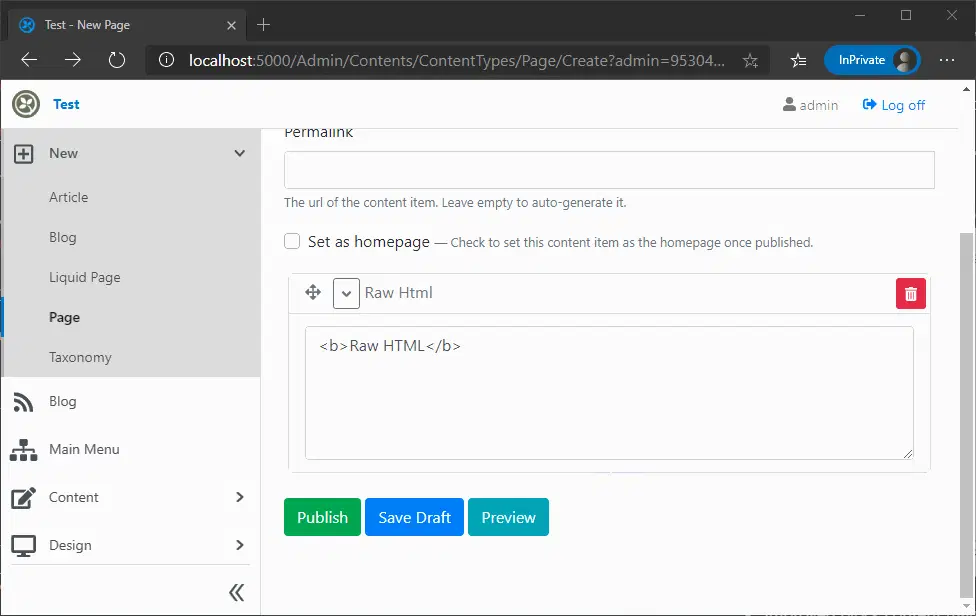 Test - New Page
localhost:5000/Admin/Contents/ContentTypes/Page/Create?admin=95304...
InPrivate
Test
admin
Log off
New
Article
Blog
Liquid Page
Page
Taxonomy
Blog
Main Menu
Content
Design
Permalink
The url of the content item. Leave empty to auto-generate it.
Set as homepage — Check to set this content item as the homepage once published.
Raw Html
<b>Raw HTML</b>
Publish Save Draft Preview